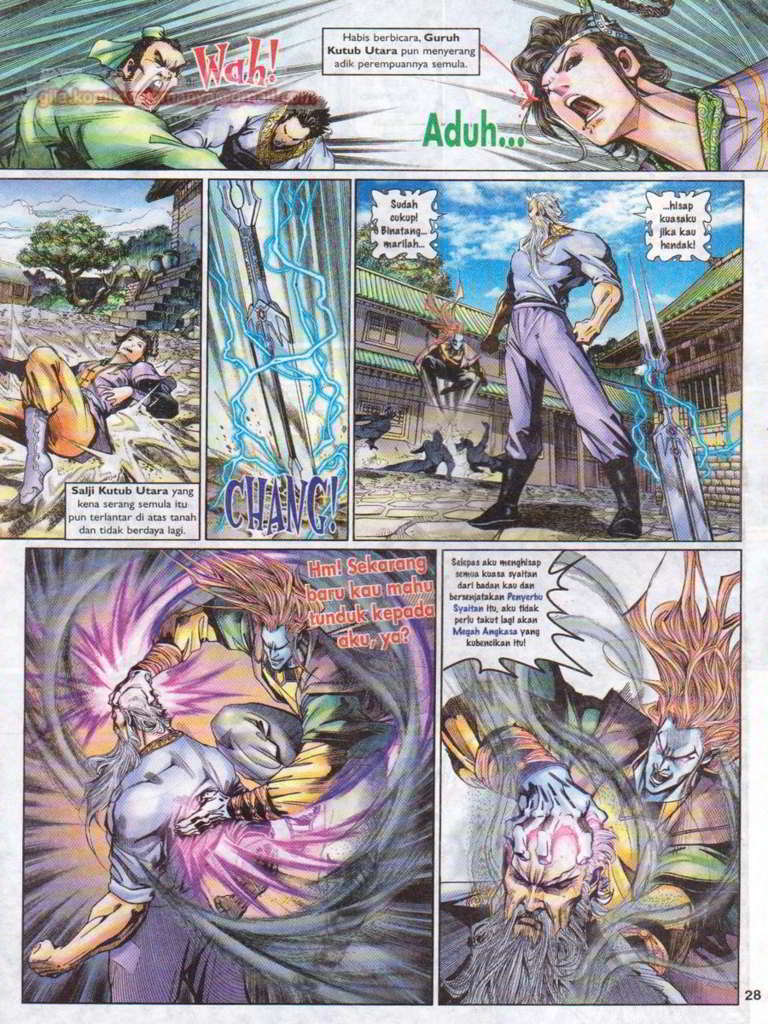 Wah!
Habis berbicara, Guruh
Kutub Utara pun menyerang
adik perempuannya semula.
Aduh...
Salji Kutub Utara yang
kena serang semula itu
pun terlantar di atas tanah
dan tidak berdaya lagi.
CHANG!
Sudah
cukup!
Binatang...
marilah...
...hisap
kuasaku
jika kau
hendak!
Hm! Sekarang
baru kau mahu
tunduk kepada
aku, ya?
Selepas aku menghisap
semua kuasa syaitan
dari badan kau dan
bersenjatakan Penyerbu
Syaitan itu, aku tidak
perlu takut lagi akan
Megah Angkasa yang
kubencikan itu!
28